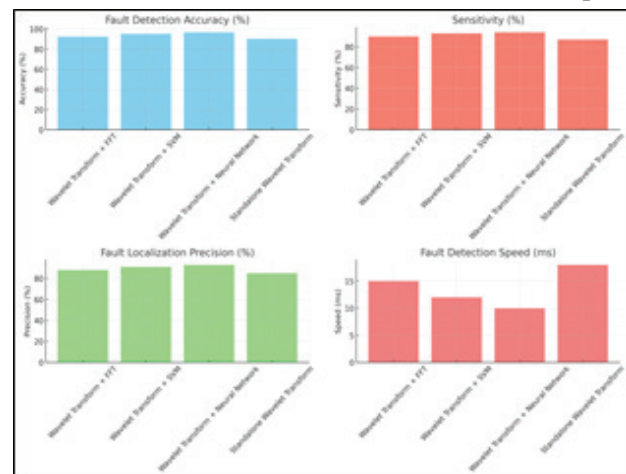 Fault Detection Accuracy (%)
Accuracy (%)
100
80
60
40
20
0
Wavelet Transform + FFT
Wavelet Transform + SVM
Wavelet Transform + Neural Network
Standalone Wavelet Transform
Sensitivity (%)
Sensitivity (%)
80
60
40
20
0
Wavelet Transform + FFT
Wavelet Transform + SVM
Wavelet Transform + Neural Network
Standalone Wavelet Transform
Fault Localization Precision (%)
Precision (%)
80
60
40
20
0
Wavelet Transform + FFT
Wavelet Transform + SVM
Wavelet Transform + Neural Network
Standalone Wavelet Transform
Fault Detection Speed (ms)
Speed (ms)
15
5
0
Wavelet Transform + FFT
Wavelet Transform + SVM
Wavelet Transform + Neural Network
Standalone Wavelet Transform